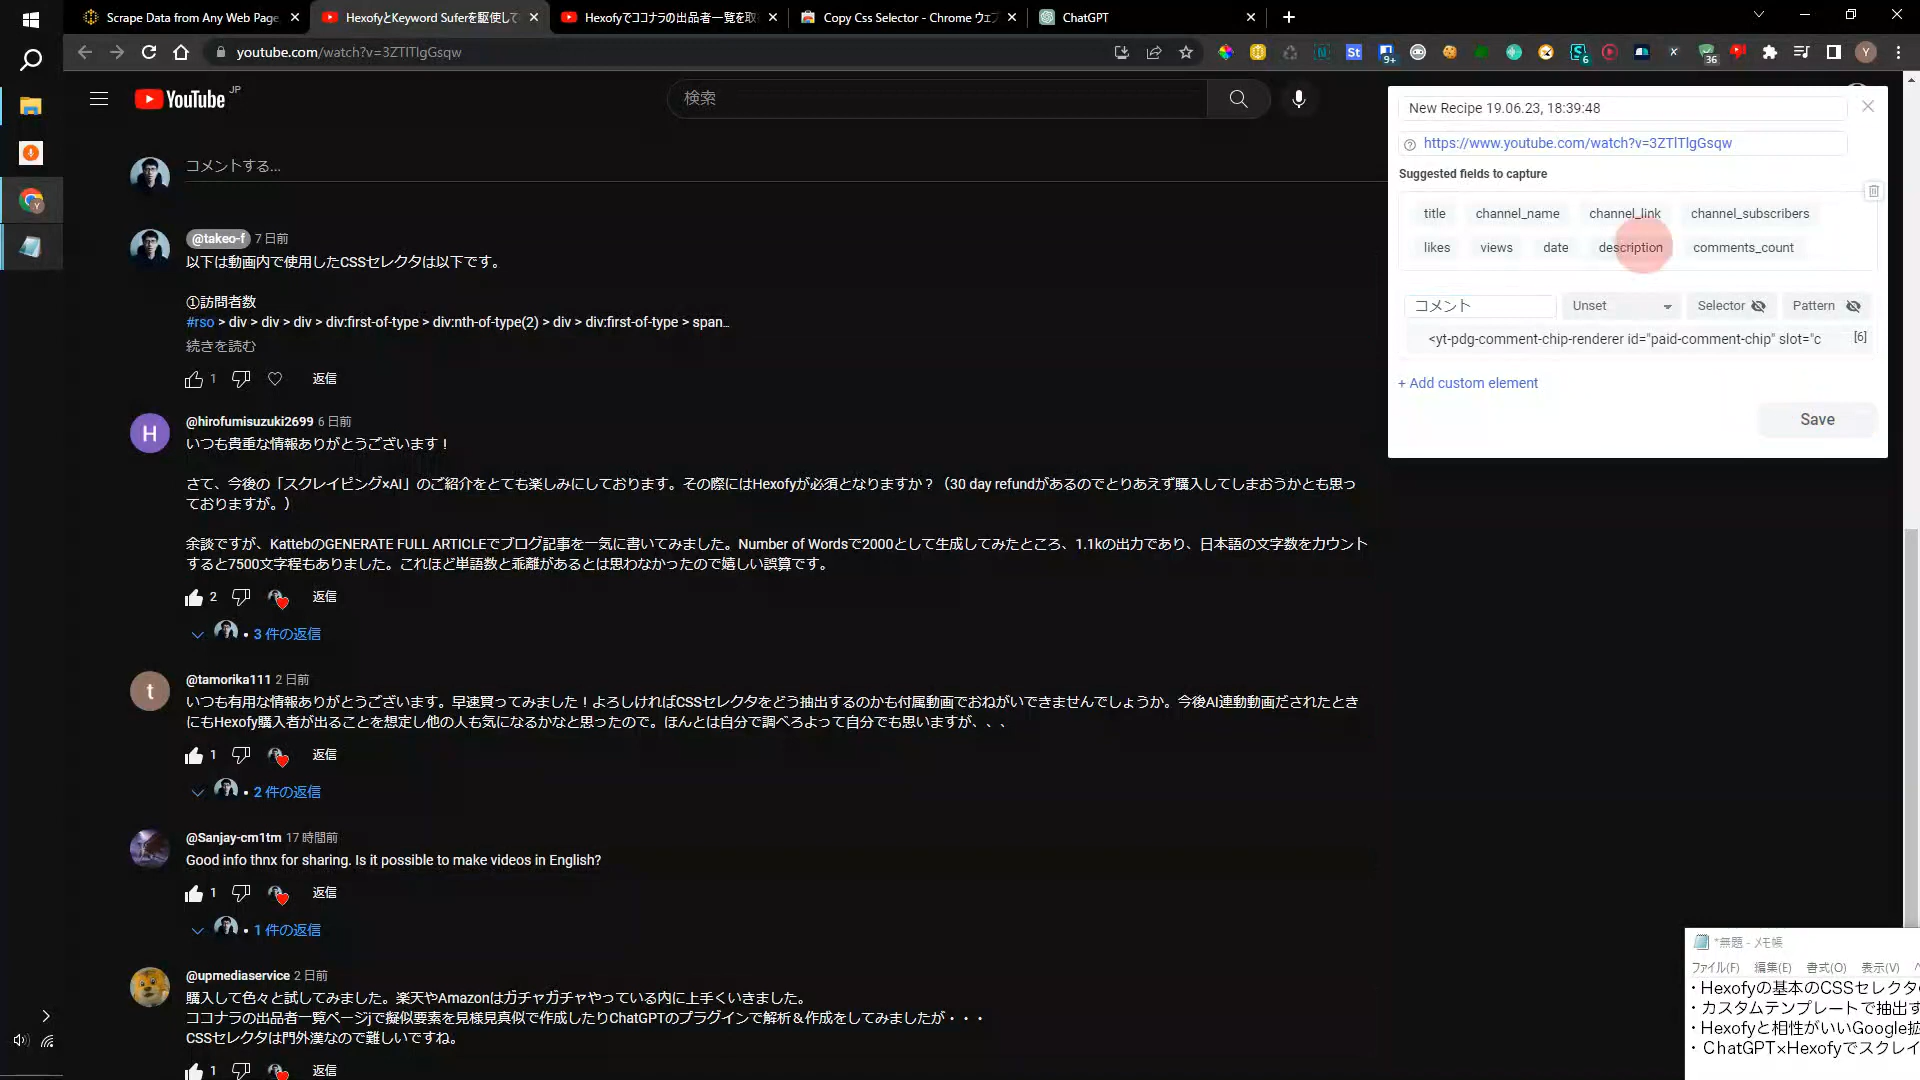 Scrape Data from Any Web Page
HexofyとKeyword Suferを駆使して
Hexofyでココナラの出品者一覧を取
Copy Css Selector - Chrome ウェブ
ChatGPT
youtube.com/watch?v=3ZTlTlgGsqw
St
9+
6
36
Y
YouTube JP
検索
コメントする...
@takeo-f 7 日前
以下は動画内で使用したCSSセレクタは以下です。
①訪問者数
#rso > div > div > div > div:first-of-type > div:nth-of-type(2) > div > div:first-of-type > span...
続きを読む
1 返信
H
@hirofumisuzuki2699 6 日前
いつも貴重な情報ありがとうございます！
さて、今後の「スクレイピング×AI」のご紹介をとても楽しみにしております。その際にはHexofyが必須となりますか？（30 day refundがあるのでとりあえず購入してしまおうかとも思っ
ておりますが。）
余談ですが、KattebのGENERATE FULL ARTICLEでブログ記事を一気に書いてみました。Number of Wordsで2000として生成してみたところ、1.1kの出力であり、日本語の文字数をカウント
すると7500文字程もありました。これほど単語数と乖離があるとは思わなかったので嬉しい誤算です。
2 返信
• 3 件の返信
t
@tamorika111 2 日前
いつも有用な情報ありがとうございます。早速買ってみました！よろしければCSSセレクタをどう抽出するのかも付属動画でおねがいできませんでしょうか。今後AI連動動画だされたとき
にもHexofy購入者が出ることを想定し他の人も気になるかなと思ったので。ほんとは自分で調べろよって自分でも思いますが、、、
1 返信
• 2 件の返信
@Sanjay-cm1tm 17 時間前
Good info thnx for sharing. Is it possible to make videos in English?
1 返信
• 1 件の返信
@upmediaservice 2 日前
購入して色々と試してみました。楽天やAmazonはガチャガチャやっている内に上手くいきました。
ココナラの出品者一覧ページjで擬似要素を見様見真似で作成したりChatGPTのプラグインで解析＆作成をしてみましたが・・・
CSSセレクタは門外漢なので難しいですね。
1 返信
New Recipe 19.06.23, 18:39:48
https://www.youtube.com/watch?v=3ZTlTlgGsqw
Suggested fields to capture
title channel_name channel_link channel_subscribers
likes views date description comments_count
コメント Unset Selector Pattern
<yt-pdg-comment-chip-renderer id="paid-comment-chip" slot="c [6]
+ Add custom element
Save
*無題 - メモ帳
ファイル(F) 編集(E) 書式(O) 表示(V)
・Hexofyの基本のCSSセレクタ
・カスタムテンプレートで抽出す
・Hexofyと相性がいいGoogle拡
・ChatGPT×Hexofyでスクレイ